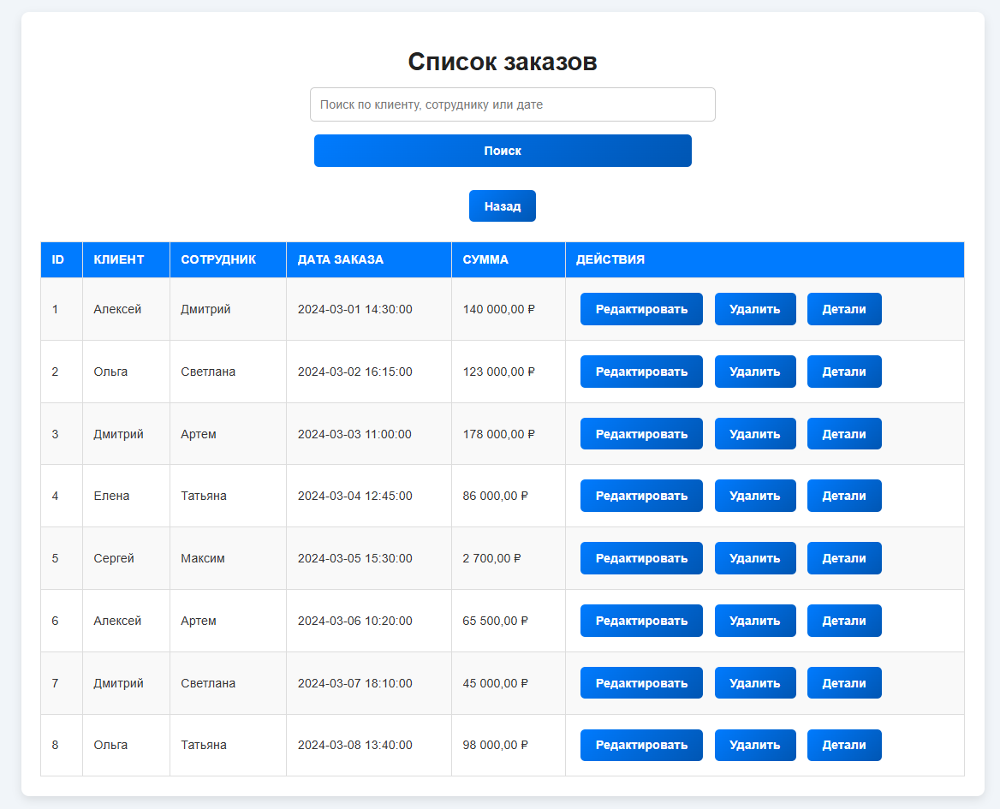 Список заказов
Поиск по клиенту, сотруднику или дате
Поиск
Назад
ID КЛИЕНТ СОТРУДНИК ДАТА ЗАКАЗА СУММА ДЕЙСТВИЯ
1 Алексей Дмитрий 2024-03-01 14:30:00 140 000,00 ₽ Редактировать Удалить Детали
2 Ольга Светлана 2024-03-02 16:15:00 123 000,00 ₽ Редактировать Удалить Детали
3 Дмитрий Артем 2024-03-03 11:00:00 178 000,00 ₽ Редактировать Удалить Детали
4 Елена Татьяна 2024-03-04 12:45:00 86 000,00 ₽ Редактировать Удалить Детали
5 Сергей Максим 2024-03-05 15:30:00 2 700,00 ₽ Редактировать Удалить Детали
6 Алексей Артем 2024-03-06 10:20:00 65 500,00 ₽ Редактировать Удалить Детали
7 Дмитрий Светлана 2024-03-07 18:10:00 45 000,00 ₽ Редактировать Удалить Детали
8 Ольга Татьяна 2024-03-08 13:40:00 98 000,00 ₽ Редактировать Удалить Детали